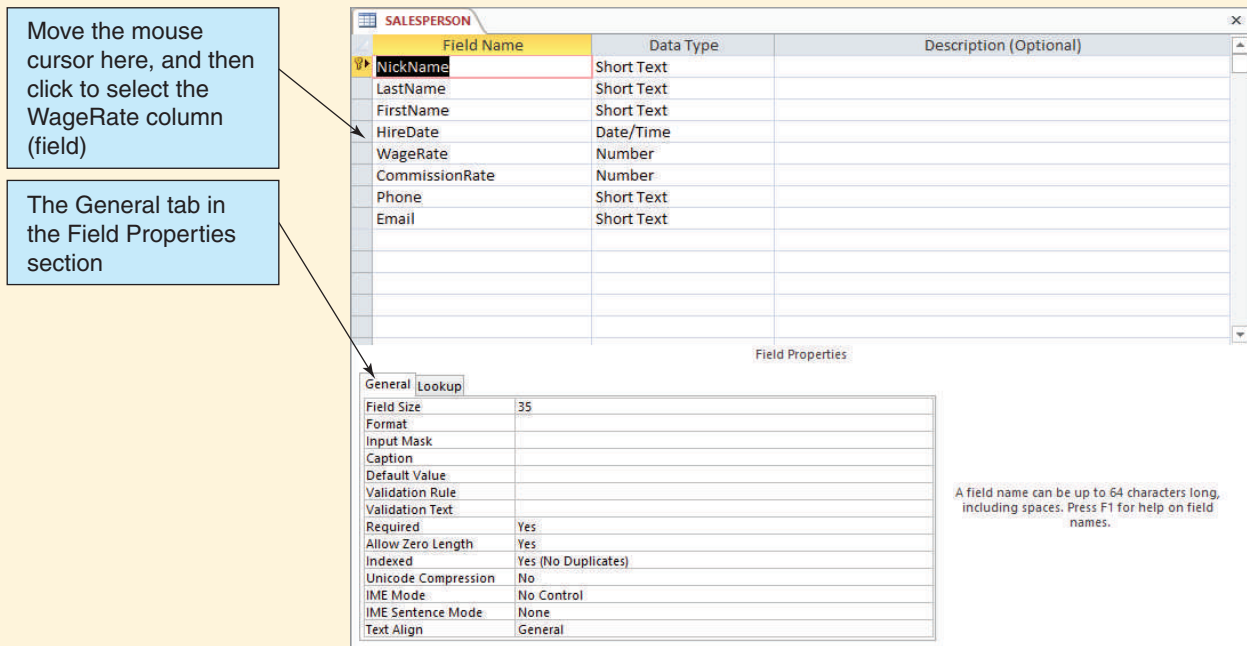 Move the mouse
cursor here, and then
click to select the
WageRate column
(field)
The General tab in
the Field Properties
section
SALESPERSON
Field Name Data Type Description (Optional)
NickName Short Text
LastName Short Text
FirstName Short Text
HireDate Date/Time
WageRate Number
CommissionRate Number
Phone Short Text
Email Short Text
Field Properties
General Lookup
Field Size 35
Format
Input Mask
Caption
Default Value
Validation Rule
Validation Text
Required Yes
Allow Zero Length Yes
Indexed Yes (No Duplicates)
Unicode Compression No
IME Mode No Control
IME Sentence Mode None
Text Align General
A field name can be up to 64 characters long,
including spaces. Press F1 for help on field
names.